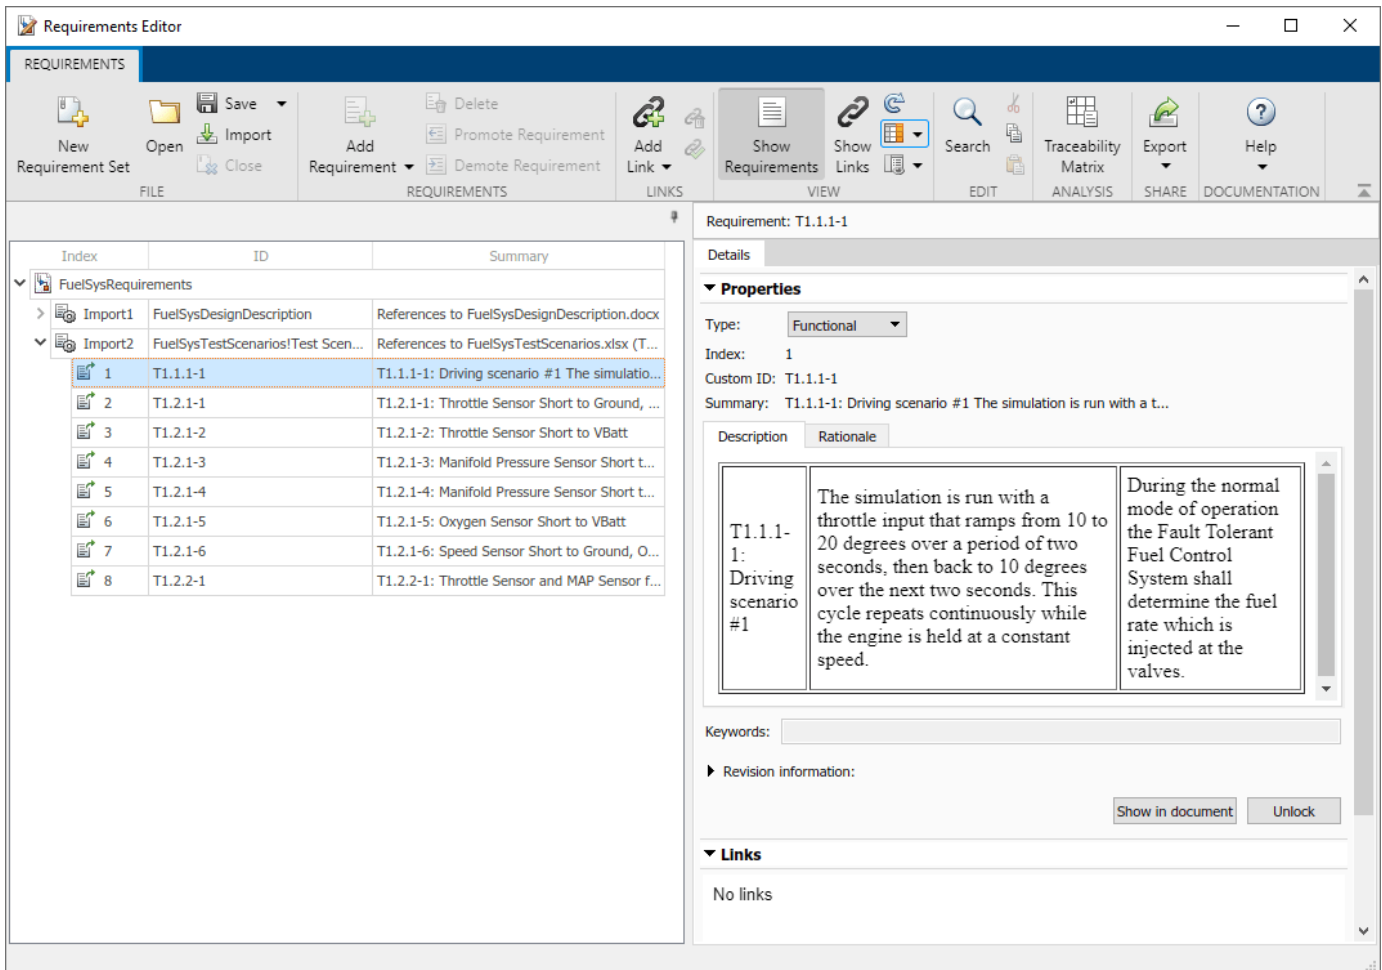 Requirements Editor
REQUIREMENTS
New
Requirement Set
Open
Save
Import
Close
FILE
Add
Requirement
Delete
Promote Requirement
Demote Requirement
REQUIREMENTS
Add
Link
LINKS
Show
Requirements
Show
Links
VIEW
Search
EDIT
Traceability
Matrix
ANALYSIS
Export
SHARE
Help
DOCUMENTATION
Index ID Summary
FuelSysRequirements
Import1 FuelSysDesignDescription References to FuelSysDesignDescription.docx
Import2 FuelSysTestScenarios!Test Scen... References to FuelSysTestScenarios.xlsx (T...
1 T1.1.1-1 T1.1.1-1: Driving scenario #1 The simulatio...
2 T1.2.1-1 T1.2.1-1: Throttle Sensor Short to Ground, ...
3 T1.2.1-2 T1.2.1-2: Throttle Sensor Short to VBatt
4 T1.2.1-3 T1.2.1-3: Manifold Pressure Sensor Short t...
5 T1.2.1-4 T1.2.1-4: Manifold Pressure Sensor Short t...
6 T1.2.1-5 T1.2.1-5: Oxygen Sensor Short to VBatt
7 T1.2.1-6 T1.2.1-6: Speed Sensor Short to Ground, O...
8 T1.2.2-1 T1.2.2-1: Throttle Sensor and MAP Sensor f...
Requirement: T1.1.1-1
Details
Properties
Type: Functional
Index: 1
Custom ID: T1.1.1-1
Summary: T1.1.1-1: Driving scenario #1 The simulation is run with a t...
Description Rationale
T1.1.1-
1:
Driving
scenario
#1
The simulation is run with a
throttle input that ramps from 10 to
20 degrees over a period of two
seconds, then back to 10 degrees
over the next two seconds. This
cycle repeats continuously while
the engine is held at a constant
speed.
During the normal
mode of operation
the Fault Tolerant
Fuel Control
System shall
determine the fuel
rate which is
injected at the
valves.
Keywords:
Revision information:
Show in document Unlock
Links
No links